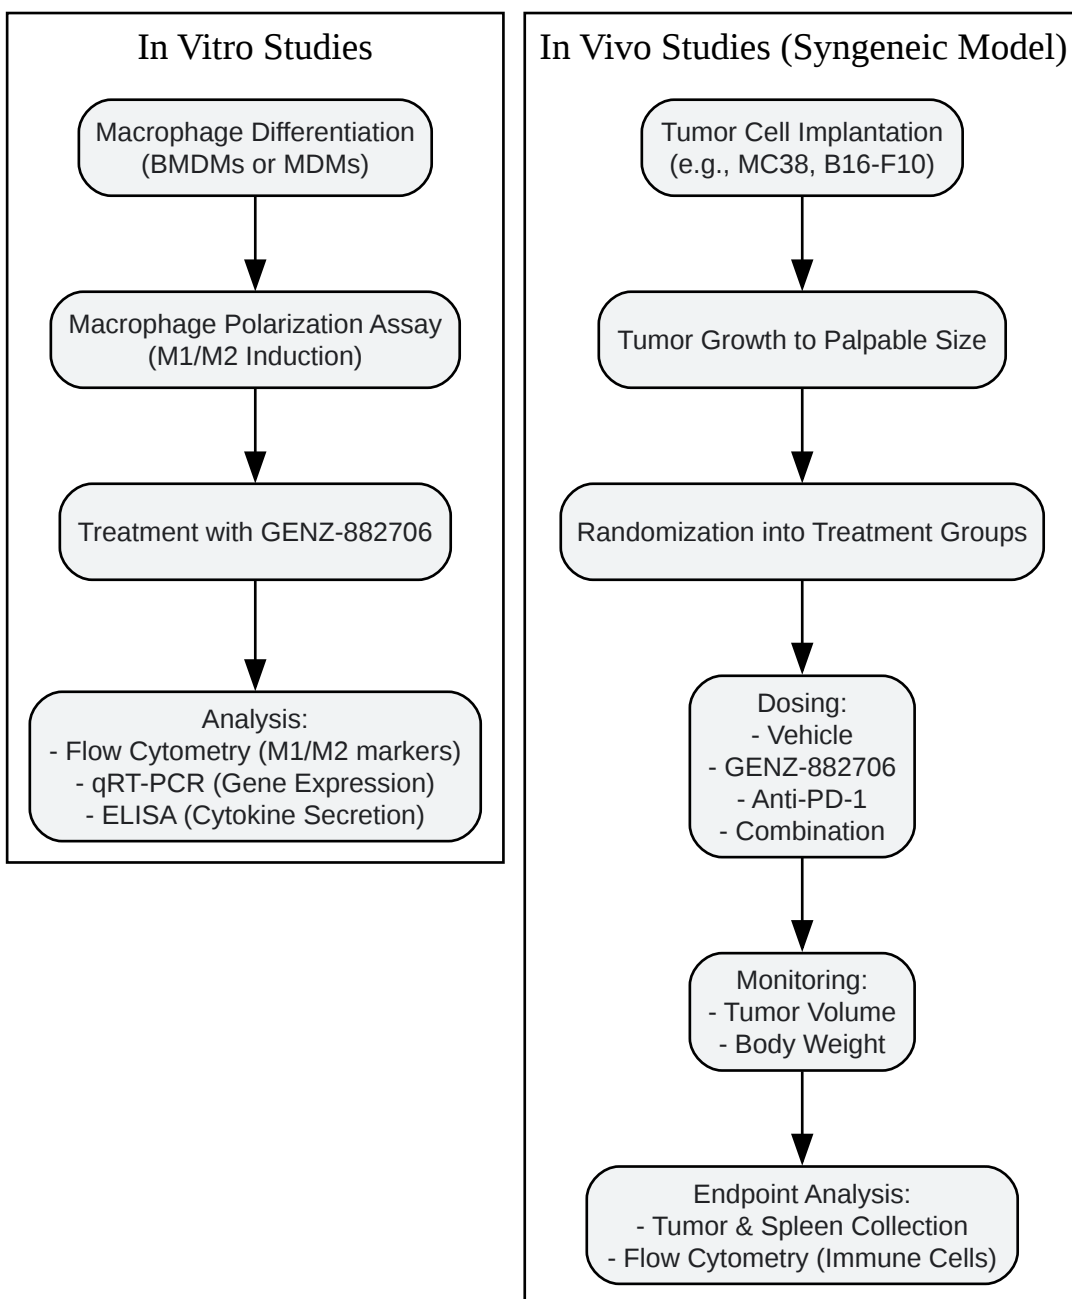 In Vitro Studies
Macrophage Differentiation
(BMDMs or MDMs)
Macrophage Polarization Assay
(M1/M2 Induction)
Treatment with GENZ-882706
Analysis:
- Flow Cytometry (M1/M2 markers)
- qRT-PCR (Gene Expression)
- ELISA (Cytokine Secretion)
In Vivo Studies (Syngeneic Model)
Tumor Cell Implantation
(e.g., MC38, B16-F10)
Tumor Growth to Palpable Size
Randomization into Treatment Groups
Dosing:
- Vehicle
- GENZ-882706
- Anti-PD-1
- Combination
Monitoring:
- Tumor Volume
- Body Weight
Endpoint Analysis:
- Tumor & Spleen Collection
- Flow Cytometry (Immune Cells)